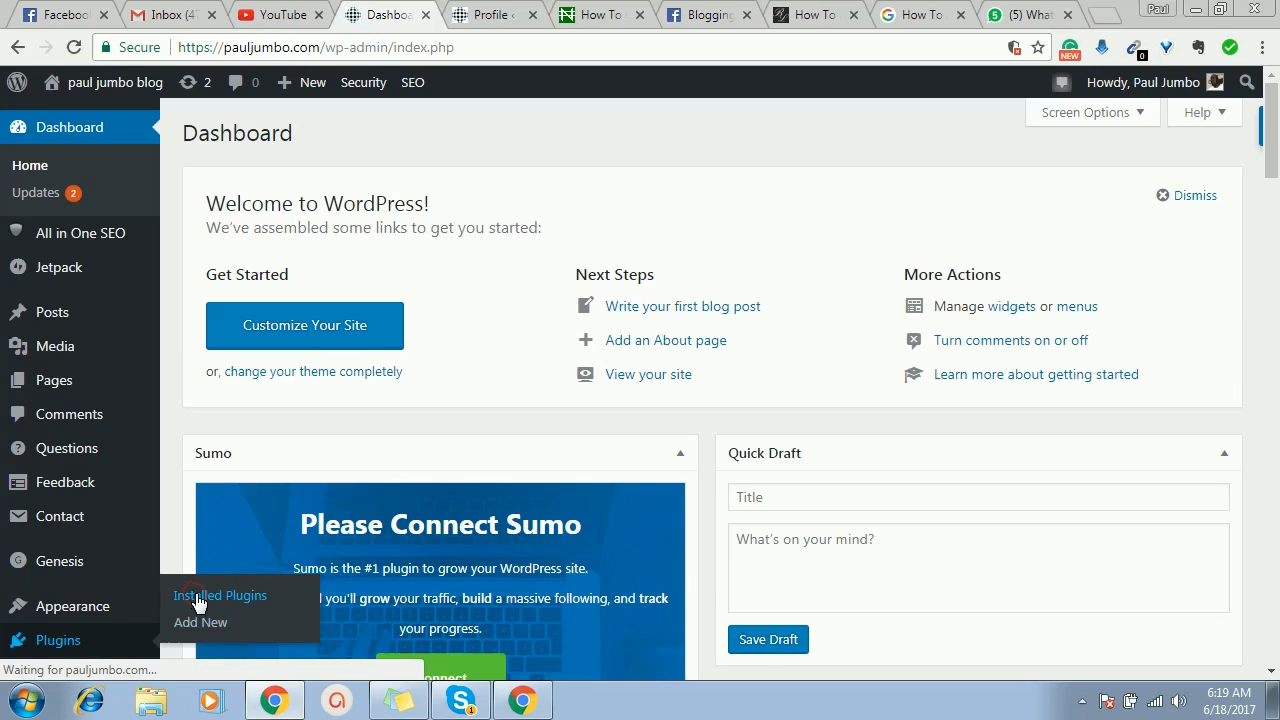 Facebook
Inbox (47
YouTube
Dashboa
Profile
How To
Blogging
How To
How To
(5) What
Paul
Secure
https://pauljumbo.com/wp-admin/index.php
NEW
0
paul jumbo blog
2
0
New
Security
SEO
Howdy, Paul Jumbo
Dashboard
Home
Updates 2
All in One SEO
Jetpack
Posts
Media
Pages
Comments
Questions
Feedback
Contact
Genesis
Appearance
Plugins
Installed Plugins
Add New
Dashboard
Screen Options
Help
Welcome to WordPress!
We've assembled some links to get you started:
Dismiss
Get Started
Customize Your Site
or, change your theme completely
Next Steps
Write your first blog post
Add an About page
View your site
More Actions
Manage widgets or menus
Turn comments on or off
Learn more about getting started
Sumo
Please Connect Sumo
Sumo is the #1 plugin to grow your WordPress site.
you'll grow your traffic, build a massive following, and track
your progress.
onnect
Quick Draft
Title
What's on your mind?
Save Draft
Waiting for pauljumbo.com...
1
6:19 AM
6/18/2017